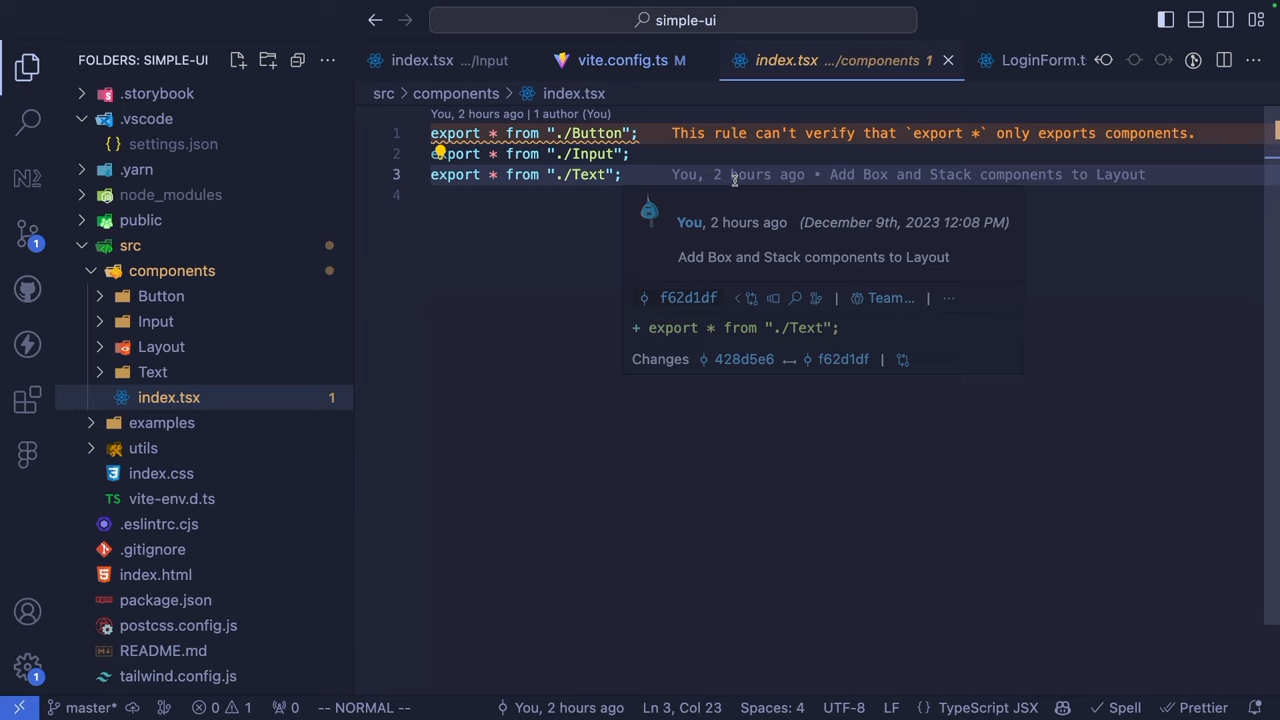 simple-ui
FOLDERS: SIMPLE-UI
index.tsx .../Input
vite.config.ts M
index.tsx .../components 1
LoginForm.t
src > components > index.tsx
You, 2 hours ago | 1 author (You)
1 export * from "./Button"; This rule can't verify that `export *` only exports components.
2 export * from "./Input";
3 export * from "./Text"; You, 2 hours ago • Add Box and Stack components to Layout
4
You, 2 hours ago (December 9th, 2023 12:08 PM)
Add Box and Stack components to Layout
f62d1df | Team... | ...
+ export * from "./Text";
Changes 428d5e6 f62d1df |
.storybook
.vscode
settings.json
.yarn
node_modules
public
src
components
Button
Input
Layout
Text
index.tsx 1
examples
utils
index.css
TS vite-env.d.ts
.eslintrc.cjs
.gitignore
index.html
package.json
postcss.config.js
README.md
tailwind.config.js
1
1
master* 0 1 0 -- NORMAL -- You, 2 hours ago Ln 3, Col 23 Spaces: 4 UTF-8 LF {} TypeScript JSX Spell Prettier